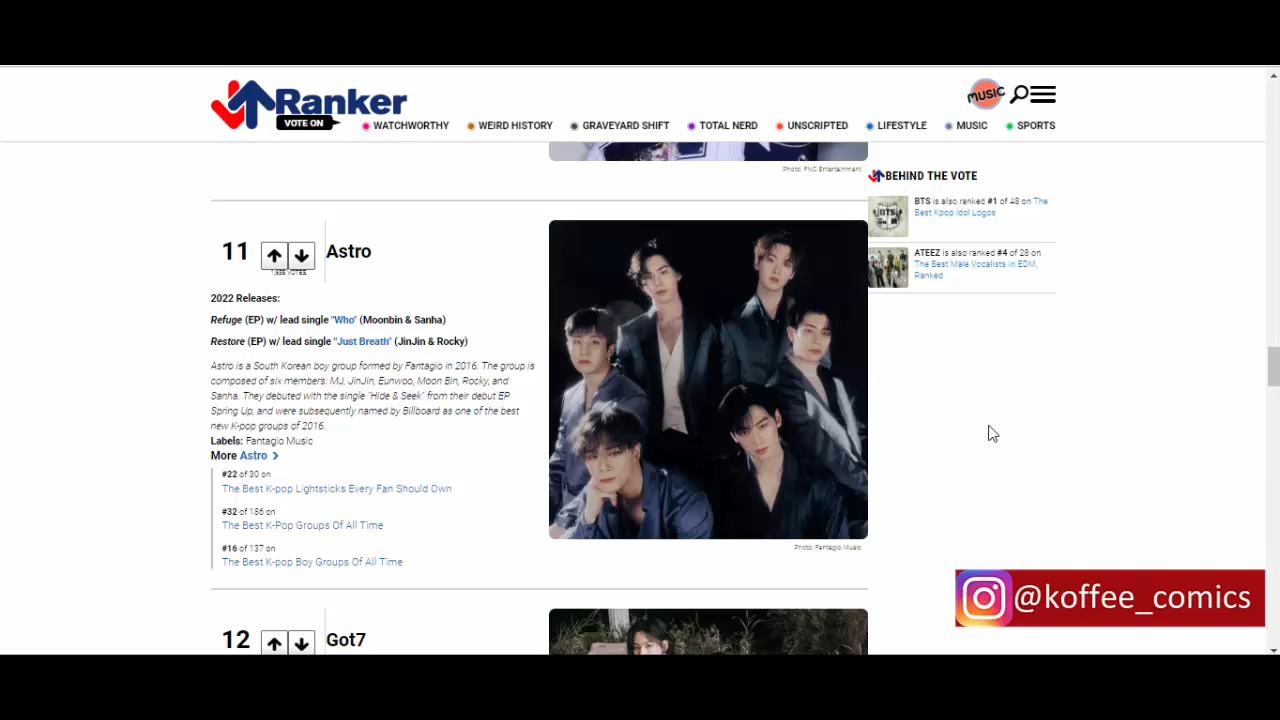 Ranker
VOTE ON
MUSIC
WATCHWORTHY
WEIRD HISTORY
GRAVEYARD SHIFT
TOTAL NERD
UNSCRIPTED
LIFESTYLE
MUSIC
SPORTS
Photo: FNC Entertainment
11
Astro
VOTES
2022 Releases:
Refuge (EP) w/ lead single "Who" (Moonbin & Sanha)
Restore (EP) w/ lead single "Just Breath" (JinJin & Rocky)
Astro is a South Korean boy group formed by Fantagio in 2016. The group is
composed of six members: MJ, JinJin, Eunwoo, Moon Bin, Rocky, and
Sanha. They debuted with the single "Hide & Seek" from their debut EP
Spring Up, and were subsequently named by Billboard as one of the best
new K-pop groups of 2016.
Labels: Fantagio Music
More Astro >
#22 of 30 on
The Best K-pop Lightsticks Every Fan Should Own
#32 of 186 on
The Best K-Pop Groups Of All Time
#16 of 137 on
The Best K-pop Boy Groups Of All Time
Photo: Fantagio Music
12
Got7
BEHIND THE VOTE
BTS
BTS is also ranked #1 of 48 on The
Best Kpop Idol Logos
ATEEZ is also ranked #4 of 28 on
The Best Male Vocalists In EDM,
Ranked
@koffee_comics